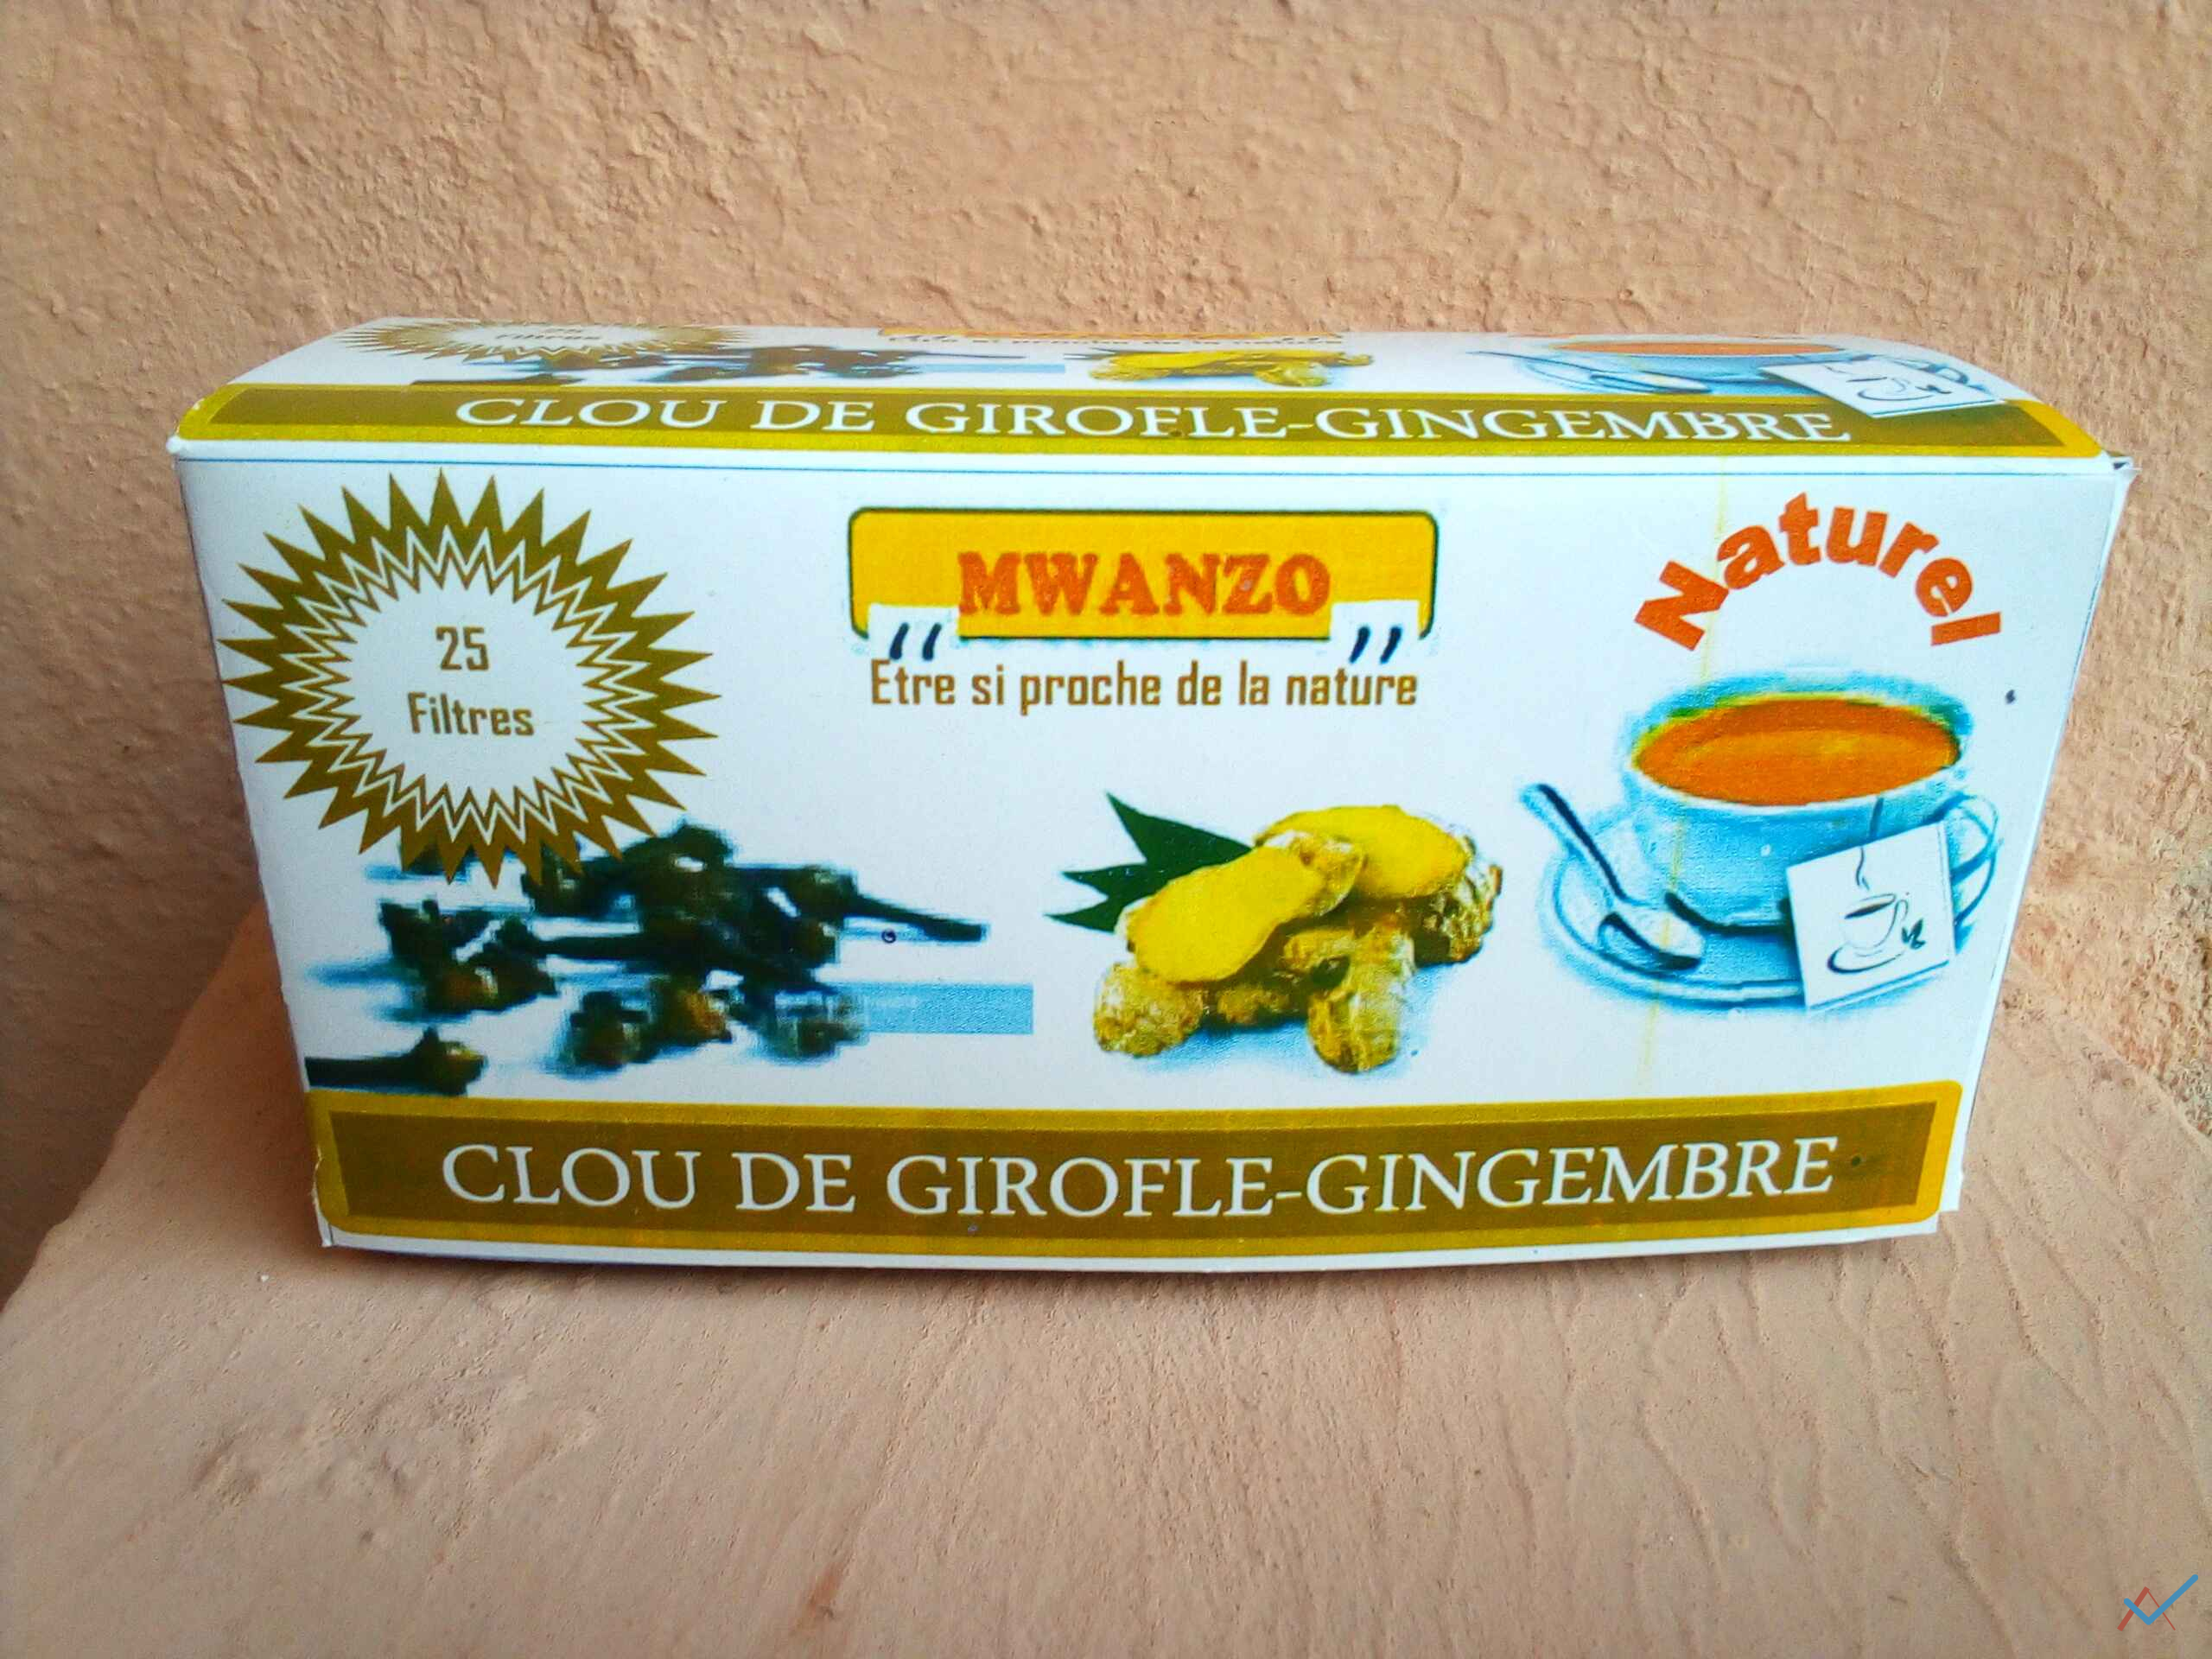 CLOU DE GIROFLE-GINGEMBRE
25
Filtres
MWANZO
" Etre si proche de la nature "
Naturel
CLOU DE GIROFLE-GINGEMBRE